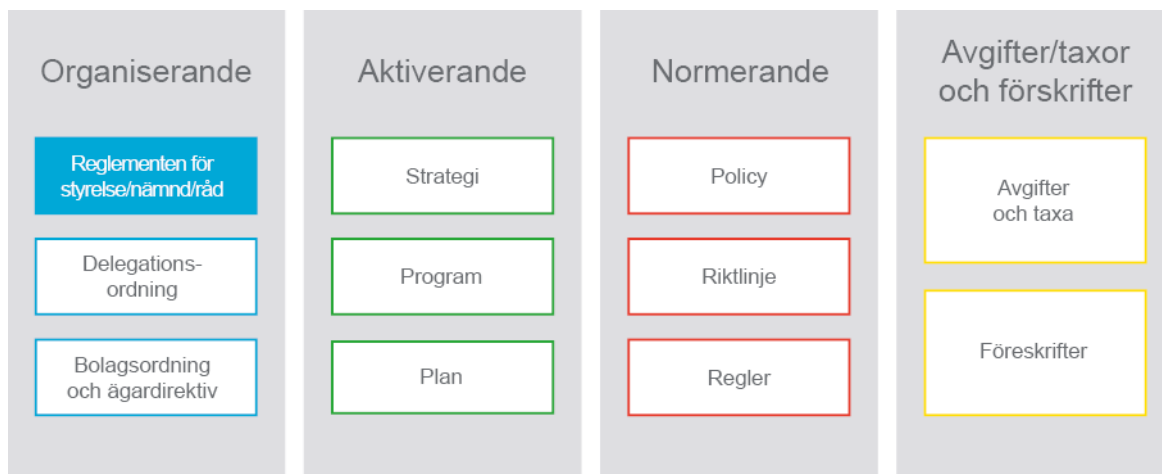 Organiserande
Reglementen för
styrelse/nämnd/råd
Delegations-
ordning
Bolagsordning
och ägardirektiv
Aktiverande
Strategi
Program
Plan
Normerande
Policy
Riktlinje
Regler
Avgifter/taxor
och förskrifter
Avgifter
och taxa
Föreskrifter